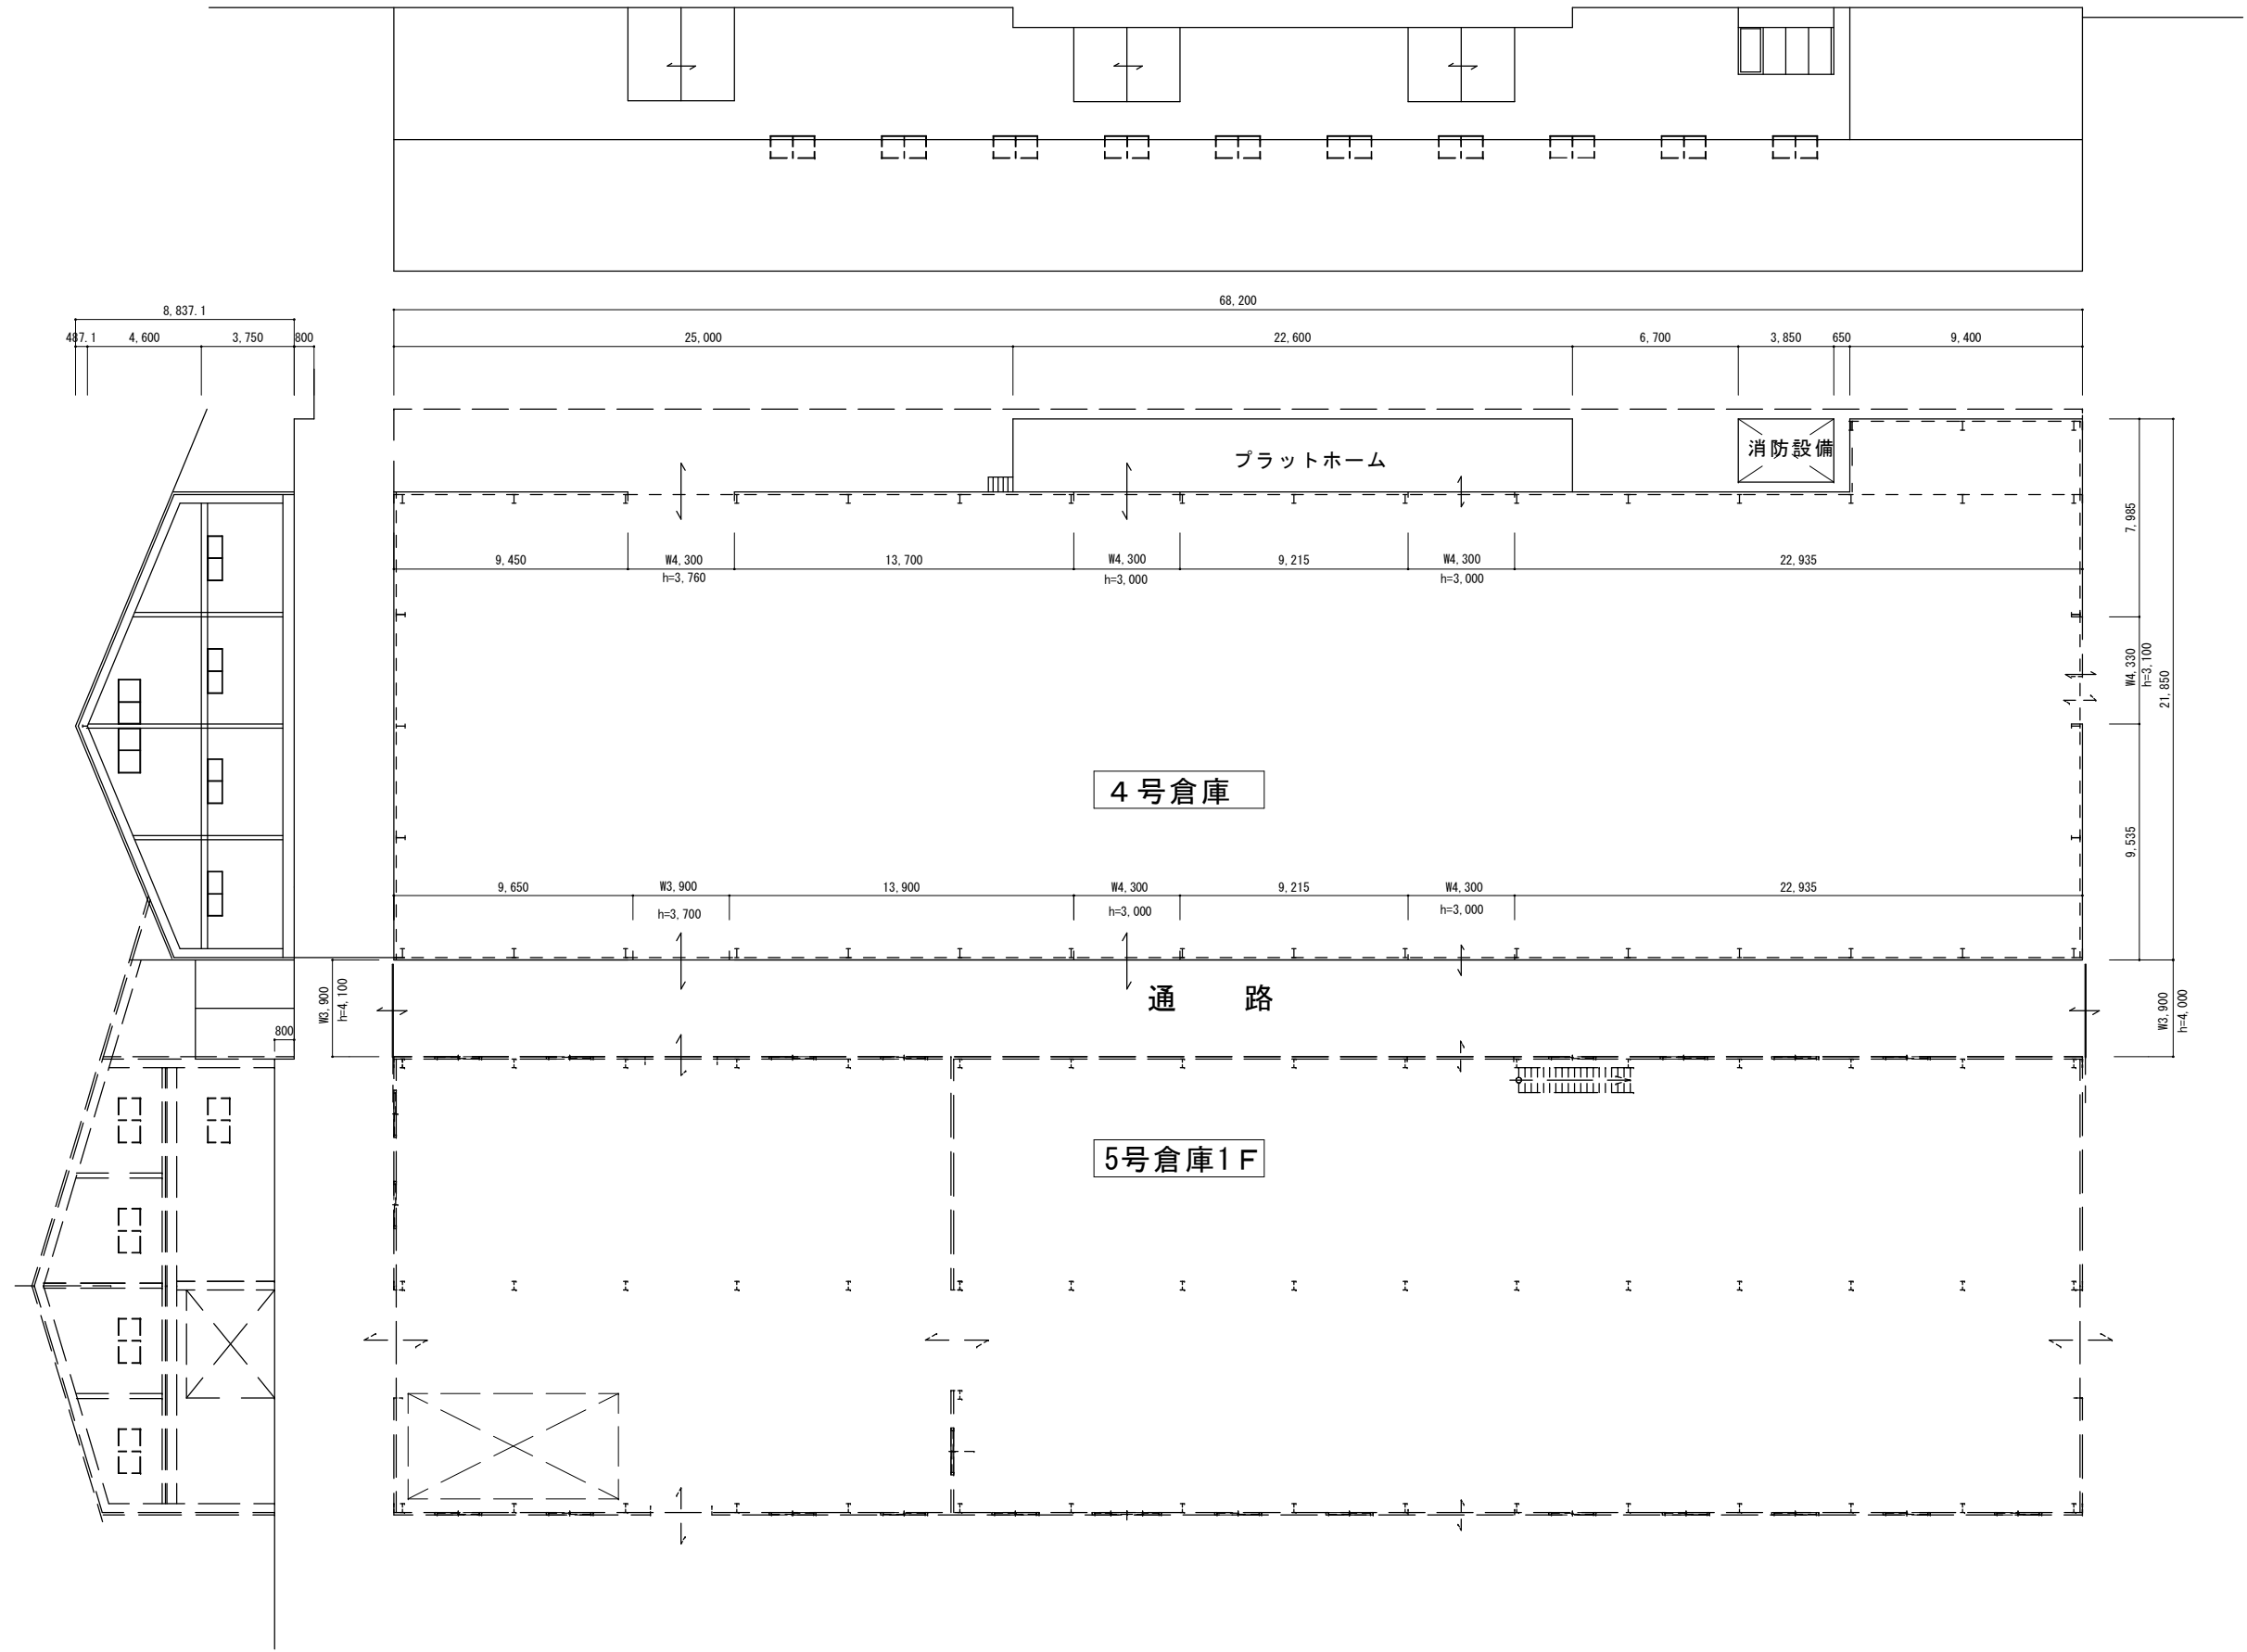 68,200
8,837.1
487.1 4,600 3,750 800
25,000 22,600 6,700 3,850 650 9,400
プラットホーム
消防設備
7,985
9,450 W4,300 13,700 W4,300 9,215 W4,300 22,935
h=3,760 h=3,000 h=3,000
W4,330
h=3,100
21,850
4号倉庫
9,535
9,650 W3,900 13,900 W4,300 9,215 W4,300 22,935
h=3,700 h=3,000 h=3,000
W3,900
h=4,100
通 路
W3,900
h=4,000
800
5号倉庫1F